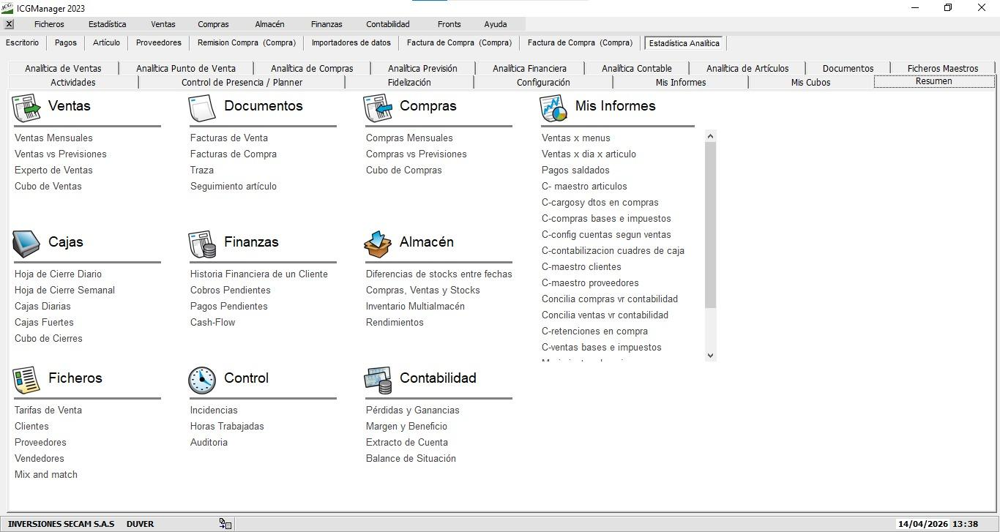 ICG
ICGManager 2023
X Ficheros Estadística Ventas Compras Almacén Finanzas Contabilidad Fronts Ayuda
Escritorio Pagos Artículo Proveedores Remision Compra (Compra) Importadores de datos Factura de Compra (Compra) Factura de Compra (Compra) Estadística Analítica
Analítica de Ventas Analítica Punto de Venta Analítica de Compras Analítica Previsión Analítica Financiera Analítica Contable Analítica de Artículos Documentos Ficheros Maestros
Actividades Control de Presencia / Planner Fidelización Configuración Mis Informes Mis Cubos Resumen
Ventas
Ventas Mensuales
Ventas vs Previsiones
Experto de Ventas
Cubo de Ventas
Documentos
Facturas de Venta
Facturas de Compra
Traza
Seguimiento artículo
Compras
Compras Mensuales
Compras vs Previsiones
Cubo de Compras
Mis Informes
Ventas x menus
Ventas x dia x articulo
Pagos saldados
C- maestro articulos
C-cargosy dtos en compras
C-compras bases e impuestos
C-config cuentas segun ventas
C-contabilizacion cuadres de caja
C-maestro clientes
C-maestro proveedores
Concilia compras vr contabilidad
Concilia ventas vr contabilidad
C-retenciones en compra
C-ventas bases e impuestos
Cajas
Hoja de Cierre Diario
Hoja de Cierre Semanal
Cajas Diarias
Cajas Fuertes
Cubo de Cierres
Finanzas
Historia Financiera de un Cliente
Cobros Pendientes
Pagos Pendientes
Cash-Flow
Almacén
Diferencias de stocks entre fechas
Compras, Ventas y Stocks
Inventario Multialmacén
Rendimientos
Ficheros
Tarifas de Venta
Clientes
Proveedores
Vendedores
Mix and match
Control
Incidencias
Horas Trabajadas
Auditoria
Contabilidad
Pérdidas y Ganancias
Margen y Beneficio
Extracto de Cuenta
Balance de Situación
INVERSIONES SECAM S.A.S DUVER 14/04/2026 13:38